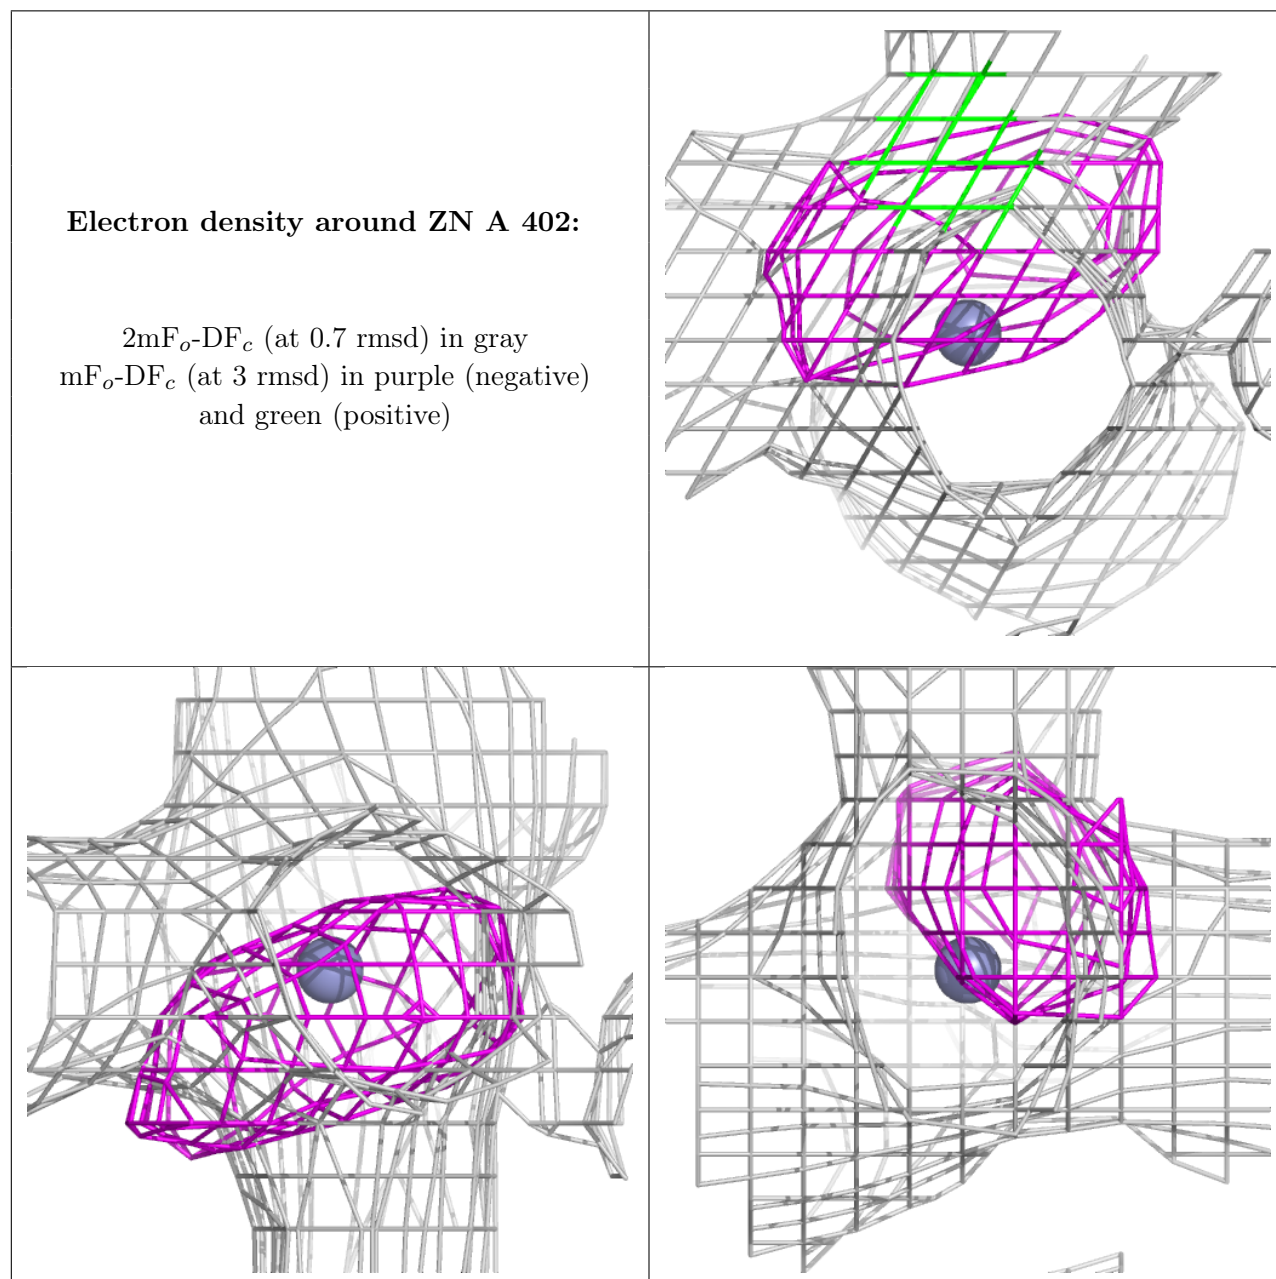 Electron density around ZN A 402:
2mFo-DFc (at 0.7 rmsd) in gray
mFo-DFc (at 3 rmsd) in purple (negative)
and green (positive)